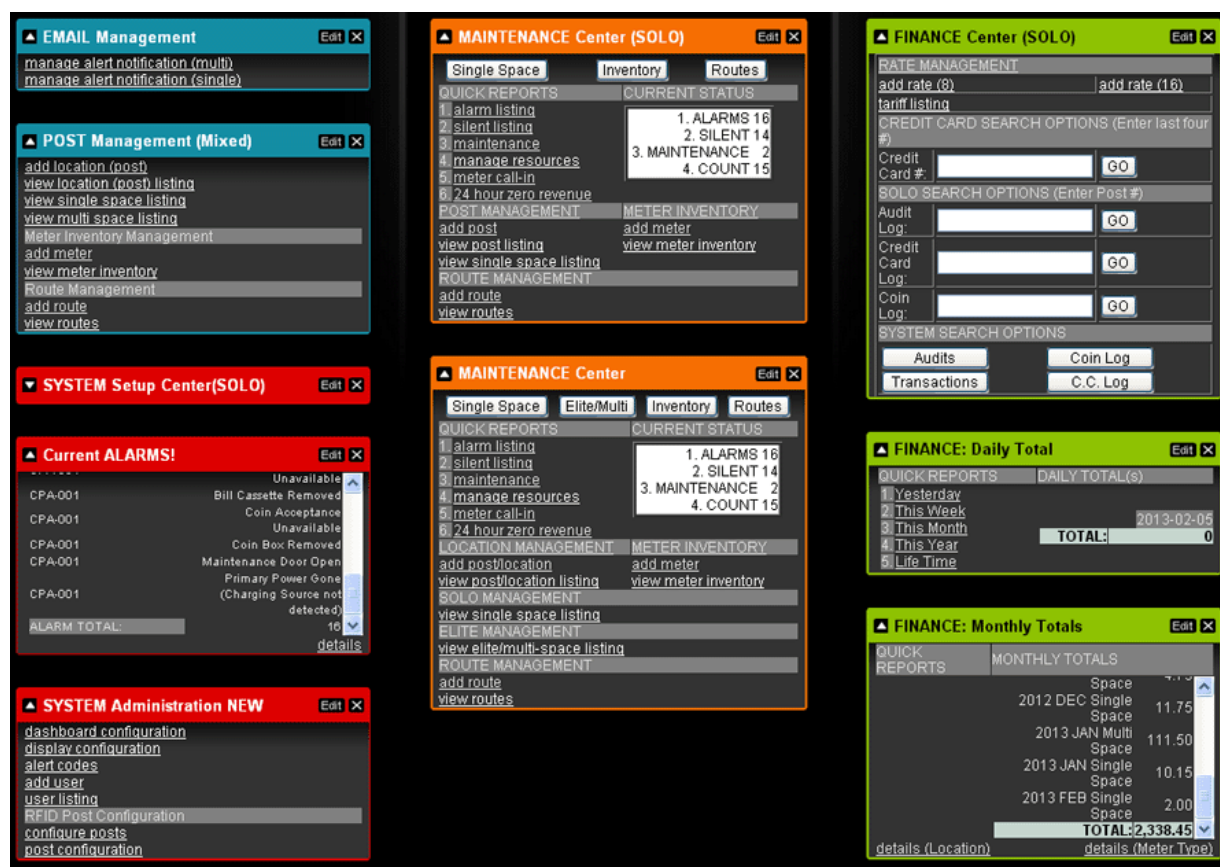 EMAIL Management Edit
manage alert notification (multi)
manage alert notification (single)
POST Management (Mixed) Edit
add location (post)
view location (post) listing
view single space listing
view multi space listing
Meter Inventory Management
add meter
view meter inventory
Route Management
add route
view routes
SYSTEM Setup Center(SOLO) Edit
Current ALARMS! Edit
Unavailable
CPA-001 Bill Cassette Removed
CPA-001 Coin Acceptance
Unavailable
CPA-001 Coin Box Removed
CPA-001 Maintenance Door Open
Primary Power Gone
CPA-001 (Charging Source not
detected)
ALARM TOTAL: 16
details
SYSTEM Administration NEW Edit
dashboard configuration
display configuration
alert codes
add user
user listing
RFID Post Configuration
configure posts
post configuration
MAINTENANCE Center (SOLO) Edit
Single Space Inventory Routes
QUICK REPORTS CURRENT STATUS
1. alarm listing
2. silent listing
3. maintenance
4. manage resources
5. meter call-in
6. 24 hour zero revenue
1. ALARMS 16
2. SILENT 14
3. MAINTENANCE 2
4. COUNT 15
POST MANAGEMENT METER INVENTORY
add post add meter
view post listing view meter inventory
view single space listing
ROUTE MANAGEMENT
add route
view routes
MAINTENANCE Center Edit
Single Space Elite/Multi Inventory Routes
QUICK REPORTS CURRENT STATUS
1. alarm listing
2. silent listing
3. maintenance
4. manage resources
5. meter call-in
6. 24 hour zero revenue
1. ALARMS 16
2. SILENT 14
3. MAINTENANCE 2
4. COUNT 15
LOCATION MANAGEMENT METER INVENTORY
add post/location add meter
view post/location listing view meter inventory
SOLO MANAGEMENT
view single space listing
ELITE MANAGEMENT
view elite/multi-space listing
ROUTE MANAGEMENT
add route
view routes
FINANCE Center (SOLO) Edit
RATE MANAGEMENT
add rate (8) add rate (16)
tariff listing
CREDIT CARD SEARCH OPTIONS (Enter last four
#)
Credit
Card #: GO
SOLO SEARCH OPTIONS (Enter Post #)
Audit
Log: GO
Credit
Card GO
Log:
Coin
Log: GO
SYSTEM SEARCH OPTIONS
Audits Coin Log
Transactions C.C. Log
FINANCE: Daily Total Edit
QUICK REPORTS DAILY TOTAL(s)
1. Yesterday
2. This Week
3. This Month
4. This Year
5. Life Time
2013-02-05
TOTAL: 0
FINANCE: Monthly Totals Edit
QUICK
REPORTS MONTHLY TOTALS
Space
2012 DEC Single
Space 11.75
2013 JAN Multi
Space 111.50
2013 JAN Single
Space 10.15
2013 FEB Single
Space 2.00
TOTAL: 2,338.45
details (Location) details (Meter Type)